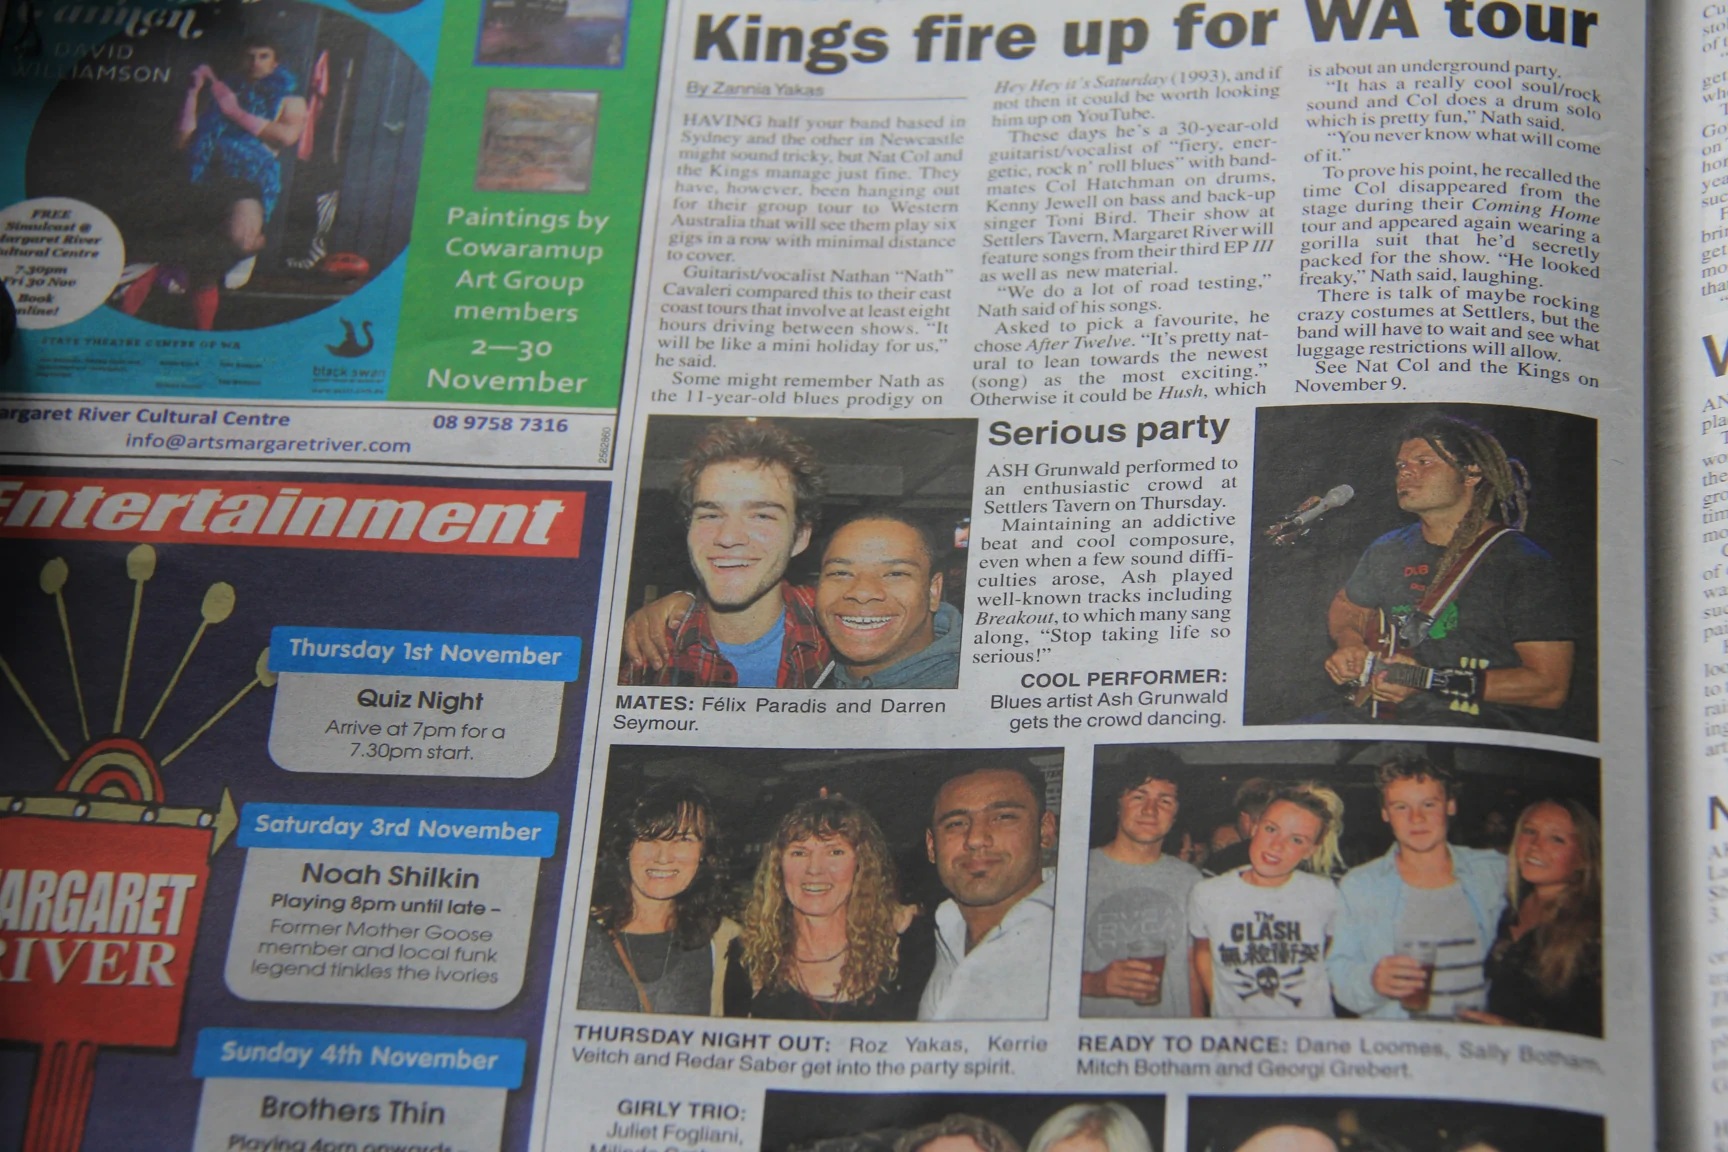 DAVID
WILLIAMSON
FREE
Simulcast @
Margaret River
Cultural Centre
7.30pm
Fri 30 Nov
Book
online!
STATE THEATRE CENTRE OF WA
black swan
Paintings by
Cowaramup
Art Group
members
2—30
November
argaret River Cultural Centre
08 9758 7316
info@artsmargaretriver.com
2562860
Entertainment
Thursday 1st November
Quiz Night
Arrive at 7pm for a
7.30pm start.
Saturday 3rd November
Noah Shilkin
Playing 8pm until late –
Former Mother Goose
member and local funk
legend tinkles the ivories
Sunday 4th November
Brothers Thin
Playing 4pm onwards
ARGARET
RIVER
Kings fire up for WA tour
By Zannia Yakas
HAVING half your band based in
Sydney and the other in Newcastle
might sound tricky, but Nat Col and
the Kings manage just fine. They
have, however, been hanging out
for their group tour to Western
Australia that will see them play six
gigs in a row with minimal distance
to cover.
Guitarist/vocalist Nathan “Nath”
Cavaleri compared this to their east
coast tours that involve at least eight
hours driving between shows. “It
will be like a mini holiday for us,”
he said.
Some might remember Nath as
the 11-year-old blues prodigy on
Hey Hey it's Saturday (1993), and if
not then it could be worth looking
him up on YouTube.
These days he's a 30-year-old
guitarist/vocalist of “fiery, ener-
getic, rock n' roll blues” with band-
mates Col Hatchman on drums,
Kenny Jewell on bass and back-up
singer Toni Bird. Their show at
Settlers Tavern, Margaret River will
feature songs from their third EP III
as well as new material.
“We do a lot of road testing,”
Nath said of his songs.
Asked to pick a favourite, he
chose After Twelve. “It's pretty nat-
ural to lean towards the newest
(song) as the most exciting.”
Otherwise it could be Hush, which
is about an underground party.
“It has a really cool soul/rock
sound and Col does a drum solo
which is pretty fun,” Nath said.
“You never know what will come
of it.”
To prove his point, he recalled the
time Col disappeared from the
stage during their Coming Home
tour and appeared again wearing a
gorilla suit that he'd secretly
packed for the show. “He looked
freaky,” Nath said, laughing.
There is talk of maybe rocking
crazy costumes at Settlers, but the
band will have to wait and see what
luggage restrictions will allow.
See Nat Col and the Kings on
November 9.
MATES: Félix Paradis and Darren
Seymour.
Serious party
ASH Grunwald performed to
an enthusiastic crowd at
Settlers Tavern on Thursday.
Maintaining an addictive
beat and cool composure,
even when a few sound diffi-
culties arose, Ash played
well-known tracks including
Breakout, to which many sang
along, “Stop taking life so
serious!”
COOL PERFORMER:
Blues artist Ash Grunwald
gets the crowd dancing.
The
CLASH
THURSDAY NIGHT OUT: Roz Yakas, Kerrie
Veitch and Redar Saber get into the party spirit.
READY TO DANCE: Dane Loomes, Sally Botham,
Mitch Botham and Georgi Grebert.
GIRLY TRIO:
Juliet Fogliani,